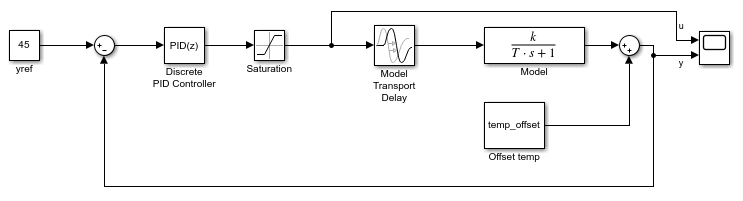 u
45
PID(z)
k
T · s + 1
y
yref
Discrete
PID Controller
Saturation
Model
Transport
Delay
Model
temp_offset
Offset temp